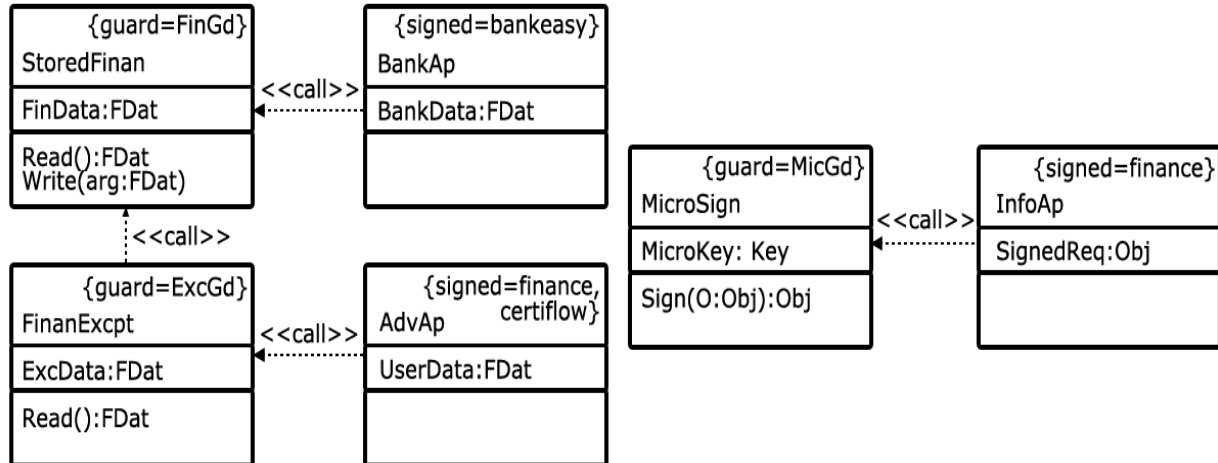 {guard=FinGd}
StoredFinan
FinData:FDat
Read():FDat
Write(arg:FDat)
<<call>>
{signed=bankeasy}
BankAp
BankData:FDat
<<call>>
{guard=ExcGd}
FinanExcpt
ExcData:FDat
Read():FDat
<<call>>
{signed=finance,
certiflow}
AdvAp
UserData:FDat
{guard=MicGd}
MicroSign
MicroKey: Key
Sign(O:Obj):Obj
<<call>>
{signed=finance}
InfoAp
SignedReq:Obj